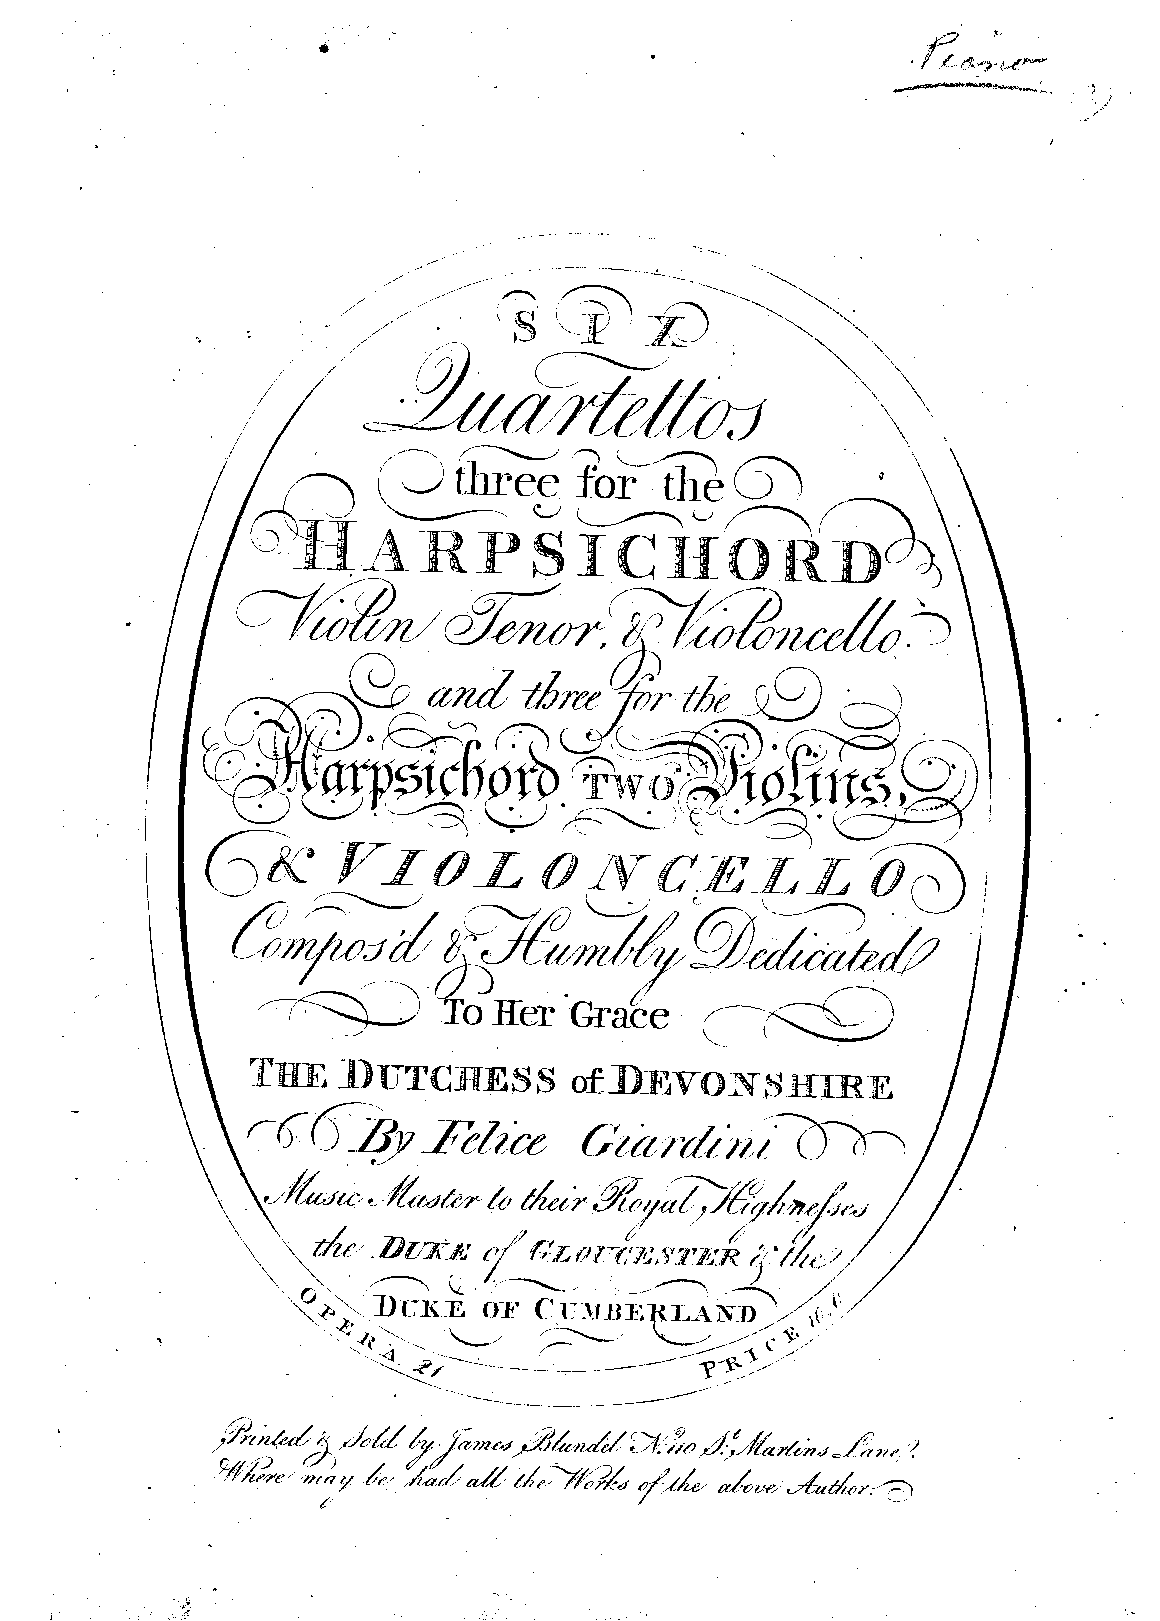 Piano
SIX
Quartettos
three for the
HARPSICHORD
Violin Tenor, & Violoncello.
and three for the
Harpsichord TWO Violins,
& VIOLONCELLO
Compos'd & Humbly Dedicated
To Her Grace
THE DUTCHESS of DEVONSHIRE
By Felice Giardini
Music Master to their Royal Highneſses
the DUKE of GLOUCESTER & the
DUKE OF CUMBERLAND
OPERA 21
PRICE 10.6
Printed & Sold by James Blundel No. 110 St. Martins Lane,
Where may be had all the Works of the above Author.